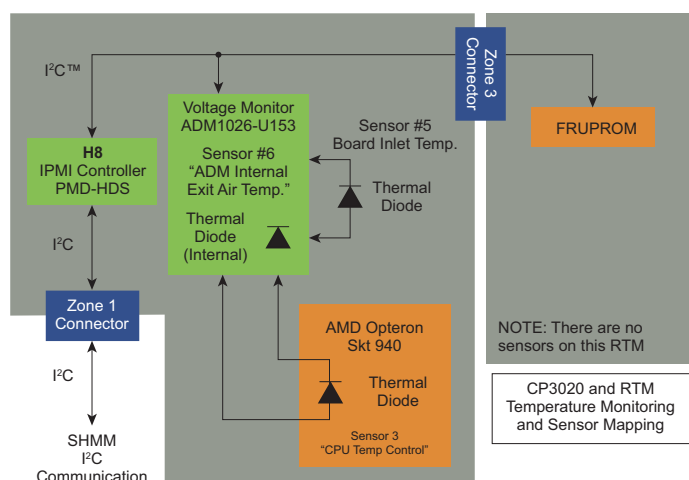 I²C™
Zone 3
Connector
Voltage Monitor
ADM1026-U153
Sensor #6
“ADM Internal
Exit Air Temp.”
Thermal
Diode
(Internal)
Sensor #5
Board Inlet Temp.
Thermal
Diode
FRUPROM
H8
IPMI Controller
PMD-HDS
I²C
Zone 1
Connector
I²C
SHMM
I²C
Communication
AMD Opteron
Skt 940
Thermal
Diode
Sensor 3
“CPU Temp Control”
NOTE: There are no
sensors on this RTM
CP3020 and RTM
Temperature Monitoring
and Sensor Mapping